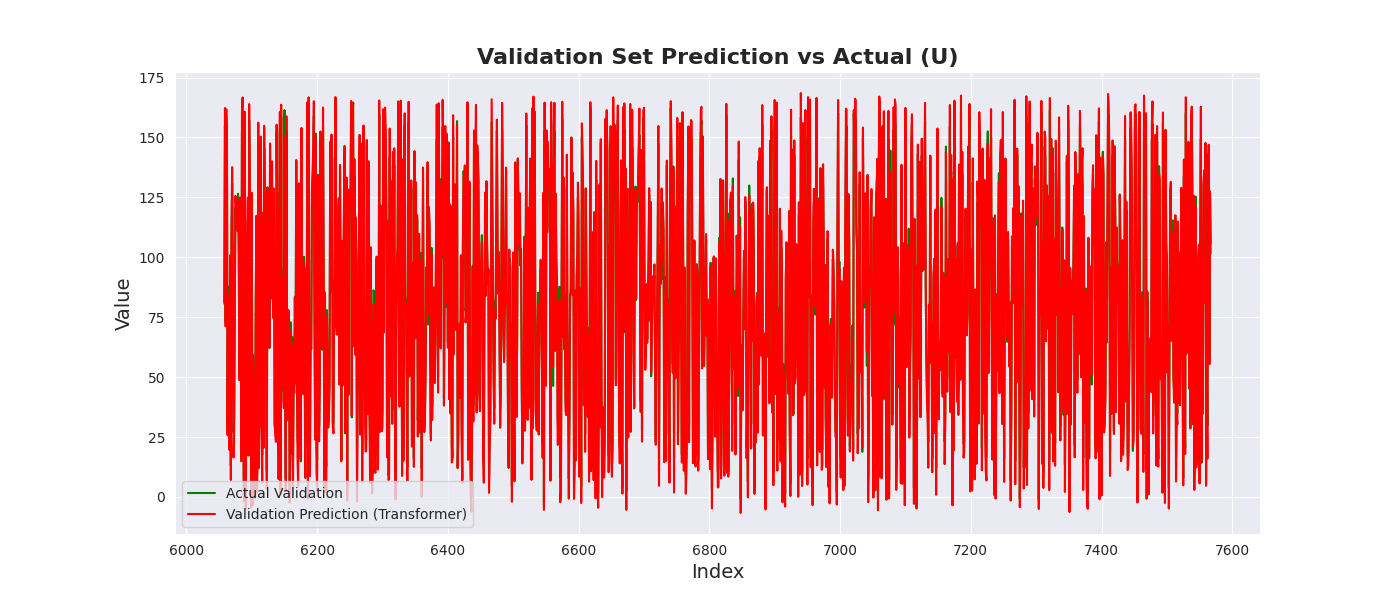 Validation Set Prediction vs Actual (U)
175
150
125
100
75
50
25
0
Value
Actual Validation
Validation Prediction (Transformer)
6000 6200 6400 6600 6800 7000 7200 7400 7600
Index